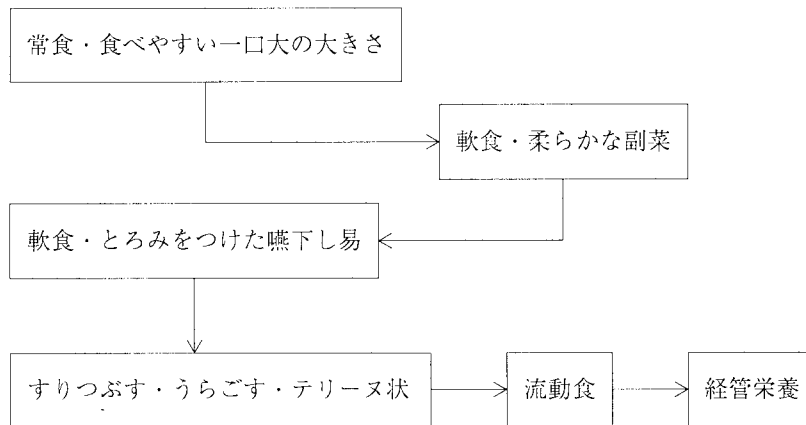 常食・食べやすい一口大の大きさ
軟食・柔らかな副菜
軟食・とろみをつけた嚥下し易
すりつぶす・うらごす・テリーヌ状
流動食
経管栄養